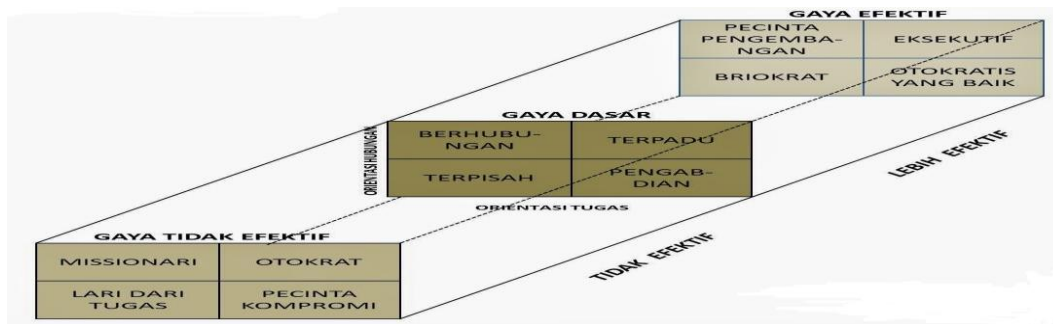 GAYA EFEKTIF
PECINTA
PENGEMBA-
NGAN
EKSEKUTIF
BRIOKRAT
OTOKRATIS
YANG BAIK
GAYA DASAR
ORIENTASI HUBUNGAN
BERHUBU-
NGAN
TERPADU
TERPISAH
PENGAB-
DIAN
ORIENTASI TUGAS
LEBIH EFEKTIF
GAYA TIDAK EFEKTIF
MISSIONARI
OTOKRAT
LARI DARI
TUGAS
PECINTA
KOMPROMI
TIDAK EFEKTIF